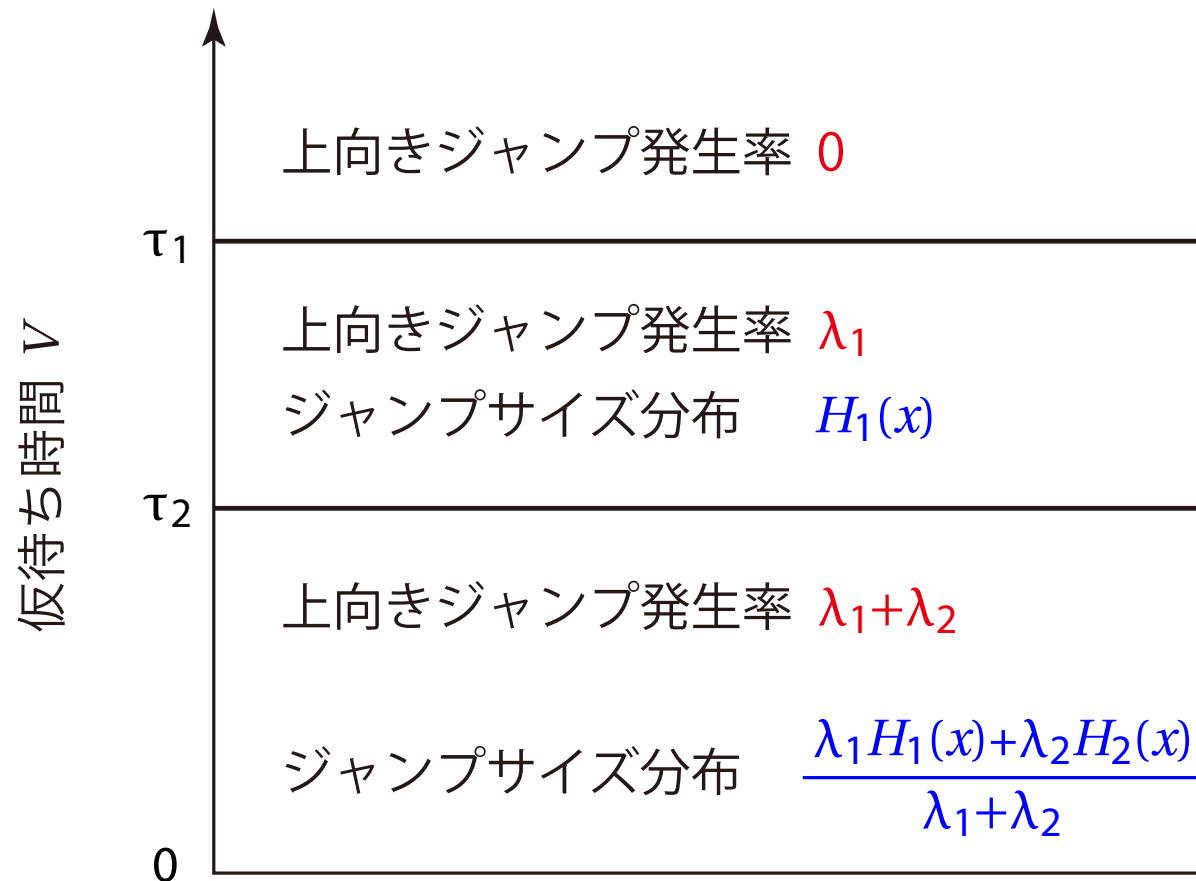 上向きジャンプ発生率 0
τ1
上向きジャンプ発生率 λ1
ジャンプサイズ分布 H1(x)
仮待ち時間 V
τ2
上向きジャンプ発生率 λ1+λ2
ジャンプサイズ分布 λ1H1(x)+λ2H2(x)
λ1+λ2
0